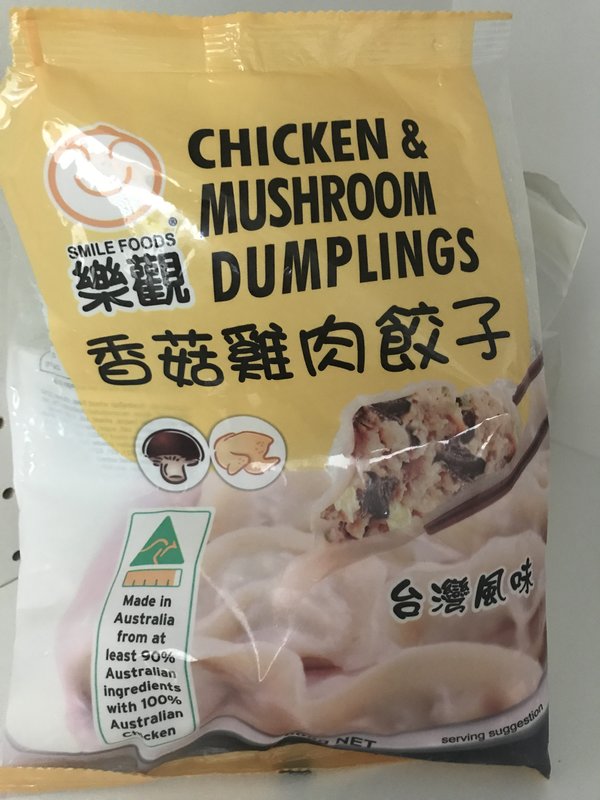 CHICKEN &
MUSHROOM
DUMPLINGS
SMILE FOODS®
樂觀
香菇雞肉餃子
台灣風味
Made in
Australia
from at
least 90%
Australian
ingredients
with 100%
Australian
Chicken
NET
serving suggestion